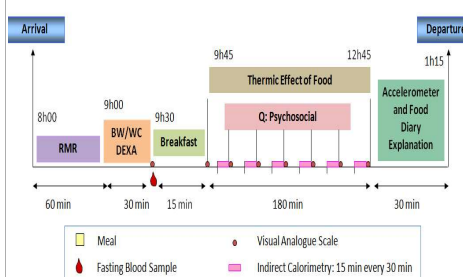 Arrival
Departure
9h45
12h45
1h15
Thermic Effect of Food
8h00
9h00
9h30
Q: Psychosocial
Accelerometer
and Food
Diary
Explanation
RMR
BW/WC
DEXA
Breakfast
60 min
30 min
15 min
180 min
30 min
Meal
Visual Analogue Scale
Fasting Blood Sample
Indirect Calorimetry: 15 min every 30 min